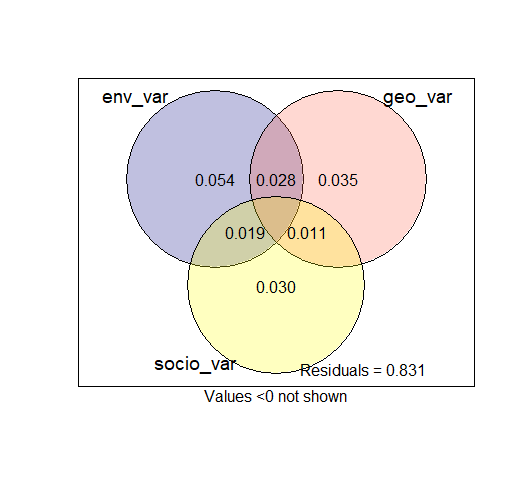 env_var
geo_var
0.054
0.028
0.035
0.019
0.011
0.030
socio_var
Residuals = 0.831
Values <0 not shown